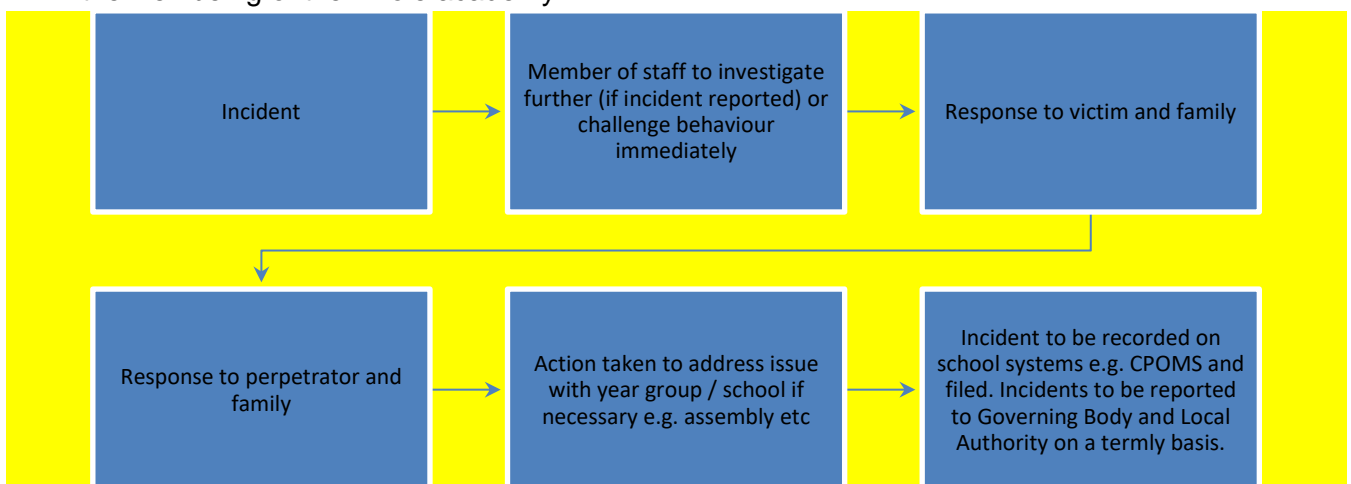 Incident
Member of staff to investigate
further (if incident reported) or
challenge behaviour
immediately
Response to victim and family
Response to perpetrator and
family
Action taken to address issue
with year group / school if
necessary e.g. assembly etc
Incident to be recorded on
school systems e.g. CPOMS and
filed. Incidents to be reported
to Governing Body and Local
Authority on a termly basis.